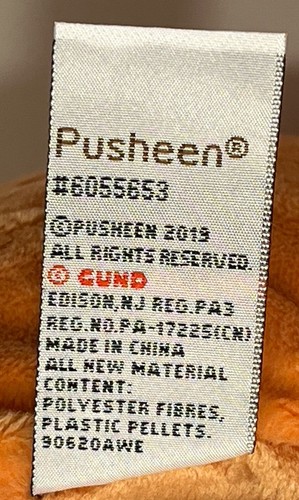 Pusheen®
#6055653
©PUSHEEN 2019
ALL RIGHTS RESERVED.
© GUND
EDISON,NJ REG.PA3
REG.NO.PA-17225(CN)
MADE IN CHINA
ALL NEW MATERIAL
CONTENT:
POLYESTER FIBRES,
PLASTIC PELLETS.
90620AWE